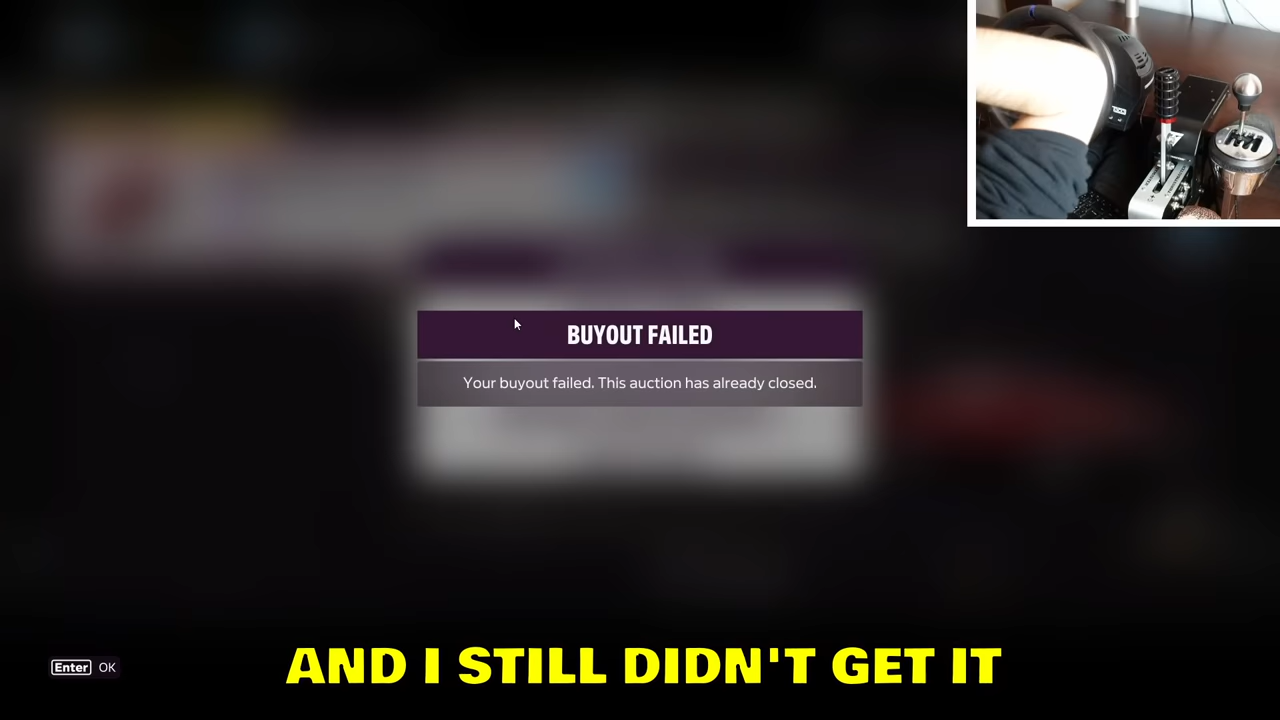 BUYOUT FAILED
Your buyout failed. This auction has already closed.
Enter OK
AND I STILL DIDN'T GET IT